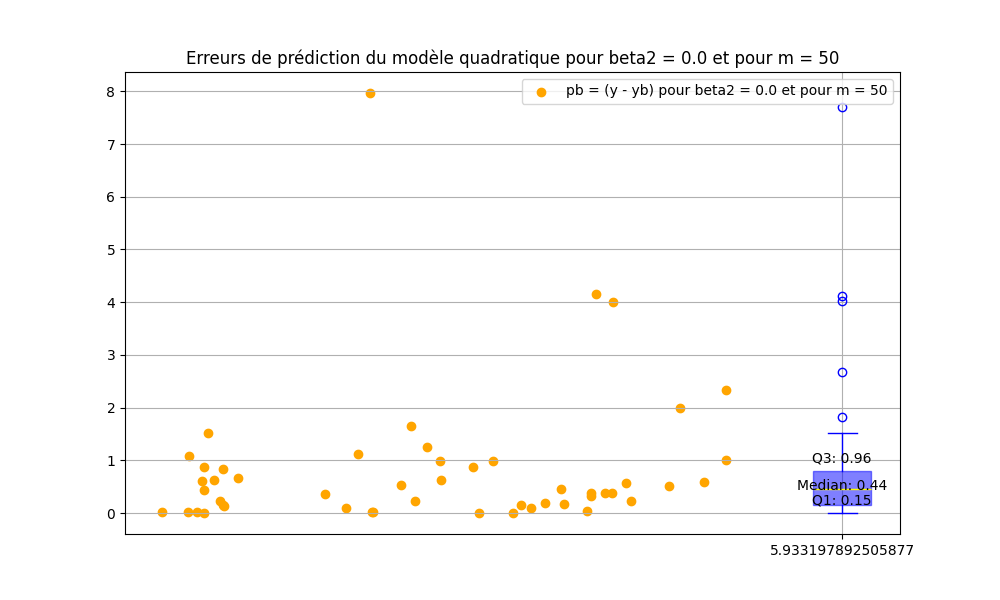 Erreurs de prédiction du modèle quadratique pour beta2 = 0.0 et pour m = 50
pb = (y - yb) pour beta2 = 0.0 et pour m = 50
8
7
6
5
4
3
2
1
0
Q3: 0.96
Median: 0.44
Q1: 0.15
5.933197892505877